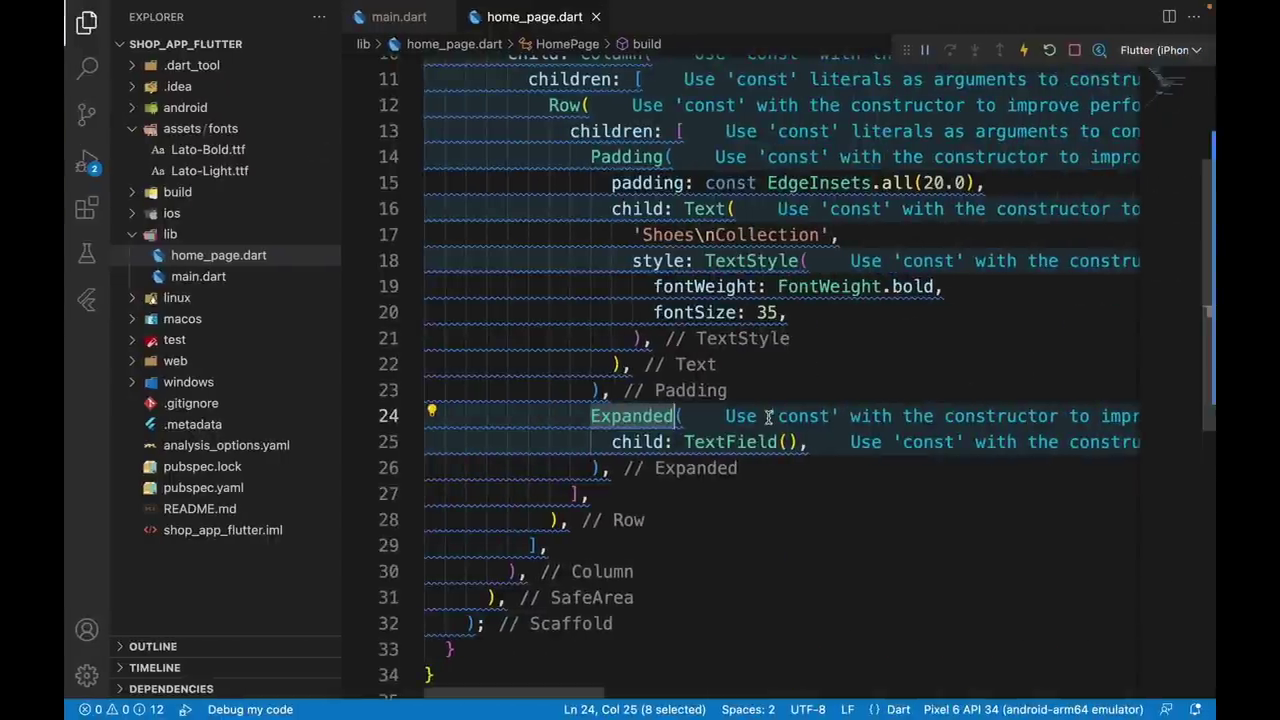 EXPLORER
SHOP_APP_FLUTTER
.dart_tool
.idea
android
assets/fonts
Lato-Bold.ttf
Lato-Light.ttf
build
ios
lib
home_page.dart
main.dart
linux
macos
test
web
windows
.gitignore
.metadata
analysis_options.yaml
pubspec.lock
pubspec.yaml
README.md
shop_app_flutter.iml
OUTLINE
TIMELINE
DEPENDENCIES
2
main.dart
home_page.dart
lib > home_page.dart > HomePage > build
Flutter (iPhon
11 children: [ Use 'const' literals as arguments to constru
12 Row( Use 'const' with the constructor to improve perfo
13 children: [ Use 'const' literals as arguments to con
14 Padding( Use 'const' with the constructor to impro
15 padding: const EdgeInsets.all(20.0),
16 child: Text( Use 'const' with the constructor to
17 'Shoes\nCollection',
18 style: TextStyle( Use 'const' with the constru
19 fontWeight: FontWeight.bold,
20 fontSize: 35,
21 ), // TextStyle
22 ), // Text
23 ), // Padding
24 Expanded( Use 'const' with the constructor to impr
25 child: TextField(), Use 'const' with the constru
26 ), // Expanded
27 ],
28 ), // Row
29 ],
30 ), // Column
31 ), // SafeArea
32 ); // Scaffold
33 }
34 }
0 0 12 Debug my code Ln 24, Col 25 (8 selected) Spaces: 2 UTF-8 LF {} Dart Pixel 6 API 34 (android-arm64 emulator)